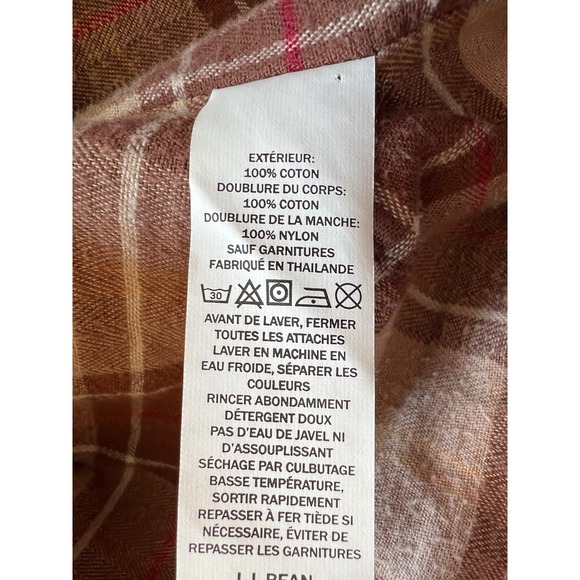 EXTÉRIEUR:
100% COTON
DOUBLURE DU CORPS:
100% COTON
DOUBLURE DE LA MANCHE:
100% NYLON
SAUF GARNITURES
FABRIQUÉ EN THAILANDE
30
AVANT DE LAVER, FERMER
TOUTES LES ATTACHES
LAVER EN MACHINE EN
EAU FROIDE, SÉPARER LES
COULEURS
RINCER ABONDAMMENT
DÉTERGENT DOUX
PAS D'EAU DE JAVEL NI
D'ASSOUPLISSANT
SÉCHAGE PAR CULBUTAGE
BASSE TEMPÉRATURE,
SORTIR RAPIDEMENT
REPASSER À FER TIÈDE SI
NÉCESSAIRE, ÉVITER DE
REPASSER LES GARNITURES
L.L.BEAN